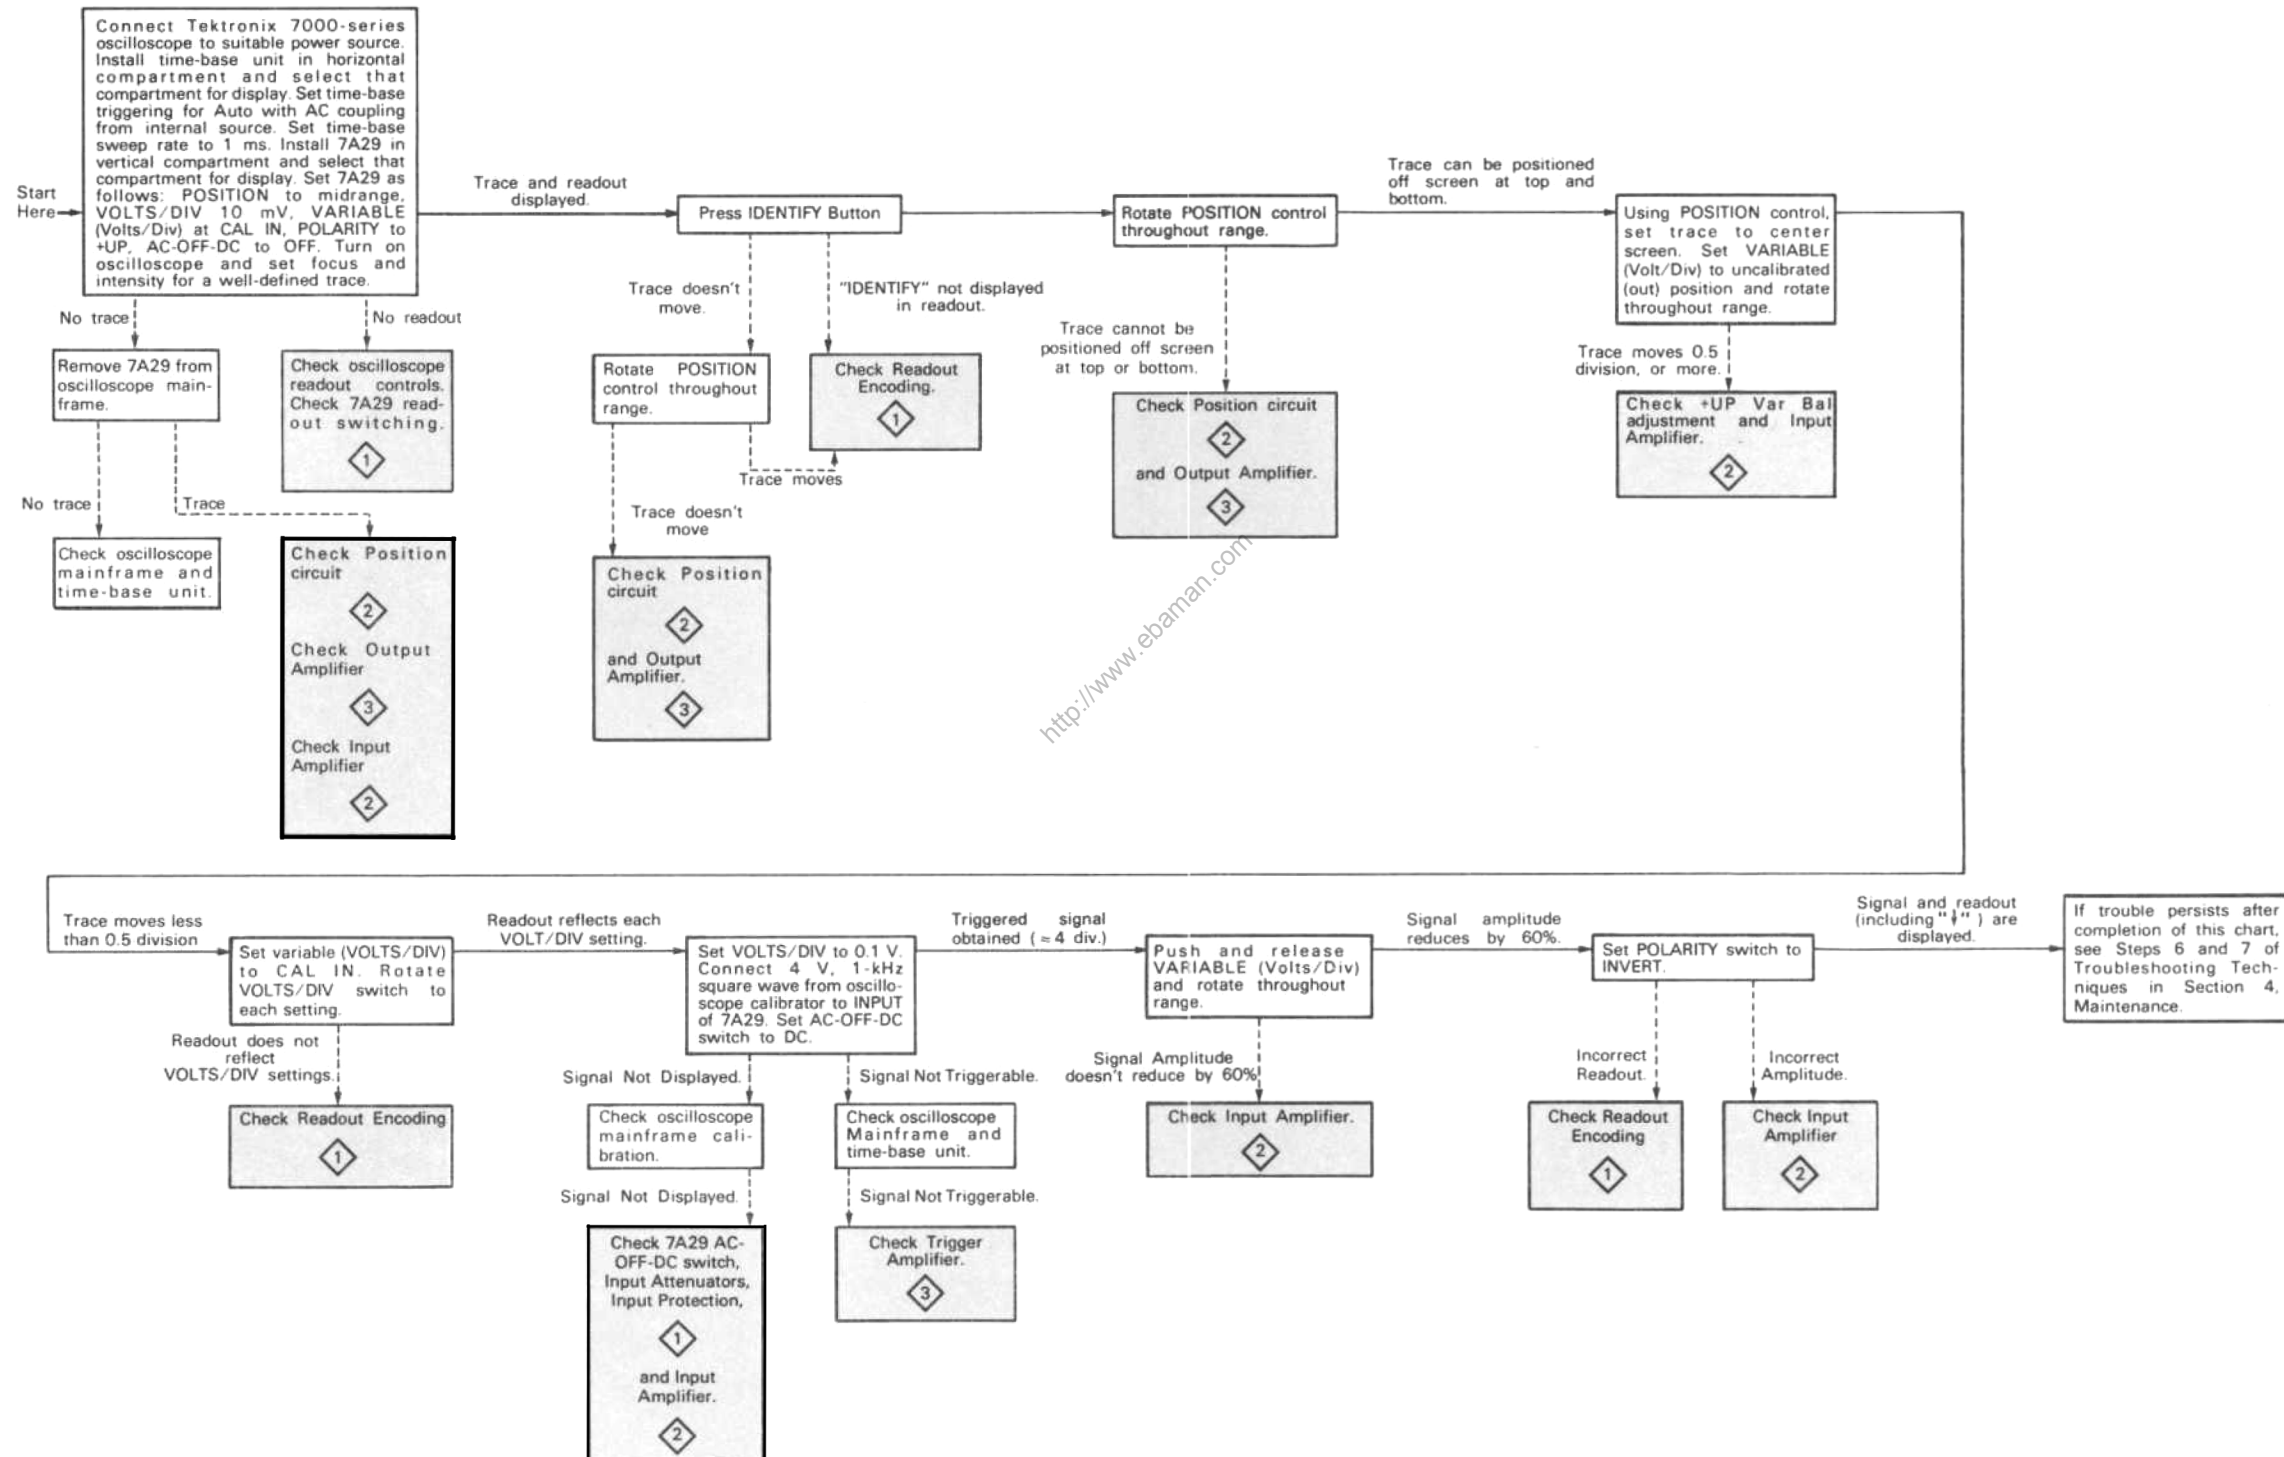 Start
Here
Connect Tektronix 7000-series
oscilloscope to suitable power source.
Install time-base unit in horizontal
compartment and select that
compartment for display. Set time-base
triggering for Auto with AC coupling
from internal source. Set time-base
sweep rate to 1 ms. Install 7A29 in
vertical compartment and select that
compartment for display. Set 7A29 as
follows: POSITION to midrange,
VOLTS/DIV 10 mV, VARIABLE
(Volts/Div) at CAL IN, POLARITY to
+UP, AC-OFF-DC to OFF. Turn on
oscilloscope and set focus and
intensity for a well-defined trace.
No trace
No readout
Remove 7A29 from
oscilloscope main-
frame.
Check oscilloscope
readout controls.
Check 7A29 read-
out switching.
1
No trace
Trace
Check oscilloscope
mainframe and
time-base unit.
Check Position
circuit
2
Check Output
Amplifier
3
Check Input
Amplifier
2
Trace and readout
displayed.
Press IDENTIFY Button
Trace doesn't
move.
"IDENTIFY" not displayed
in readout.
Rotate POSITION
control throughout
range.
Check Readout
Encoding.
1
Trace moves
Trace doesn't
move
Check Position
circuit
2
and Output
Amplifier.
3
Rotate POSITION control
throughout range.
Trace cannot be
positioned off screen
at top or bottom.
Check Position circuit
2
and Output Amplifier.
3
Trace can be positioned
off screen at top and
bottom.
Using POSITION control,
set trace to center
screen. Set VARIABLE
(Volt/Div) to uncalibrated
(out) position and rotate
throughout range.
Trace moves 0.5
division, or more.
Check +UP Var Bal
adjustment and Input
Amplifier.
2
http://www.ebaman.com
Trace moves less
than 0.5 division
Set variable (VOLTS/DIV)
to CAL IN. Rotate
VOLTS/DIV switch to
each setting.
Readout does not
reflect
VOLTS/DIV settings.
Check Readout Encoding
1
Readout reflects each
VOLT/DIV setting.
Set VOLTS/DIV to 0.1 V.
Connect 4 V, 1-kHz
square wave from oscillo-
scope calibrator to INPUT
of 7A29. Set AC-OFF-DC
switch to DC.
Signal Not Displayed.
Signal Not Triggerable.
Check oscilloscope
mainframe cali-
bration.
Check oscilloscope
Mainframe and
time-base unit.
Signal Not Displayed.
Signal Not Triggerable.
Check 7A29 AC-
OFF-DC switch,
Input Attenuators,
Input Protection,
1
and Input
Amplifier.
2
Check Trigger
Amplifier.
3
Triggered signal
obtained (≈4 div.)
Push and release
VARIABLE (Volts/Div)
and rotate throughout
range.
Signal Amplitude
doesn't reduce by 60%
Check Input Amplifier.
2
Signal amplitude
reduces by 60%.
Set POLARITY switch to
INVERT.
Incorrect
Readout.
Incorrect
Amplitude.
Check Readout
Encoding
1
Check Input
Amplifier
2
Signal and readout
(including "↓" ) are
displayed.
If trouble persists after
completion of this chart,
see Steps 6 and 7 of
Troubleshooting Tech-
niques in Section 4,
Maintenance.